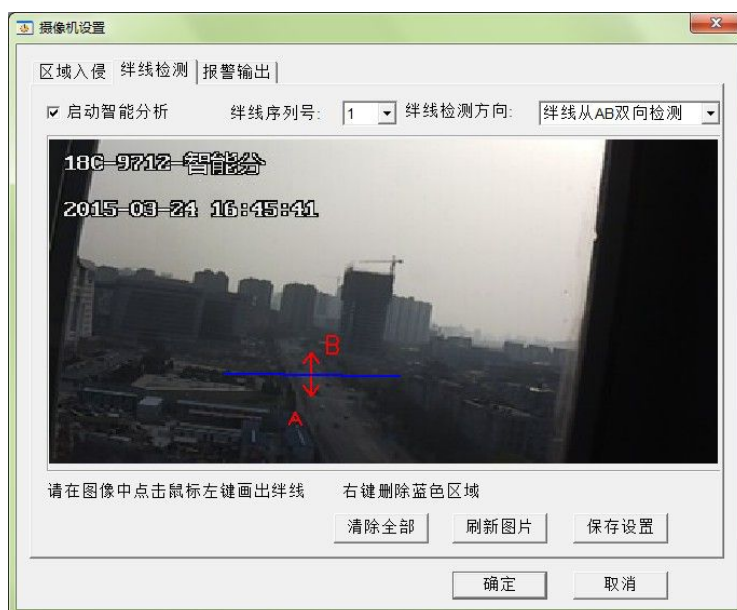 摄像机设置
区域入侵 绊线检测 报警输出
启动智能分析 绊线序列号: 1 绊线检测方向: 绊线从AB双向检测
18C-9712-智能分
2015-03-24 16:45:41
B
A
请在图像中点击鼠标左键画出绊线 右键删除蓝色区域
清除全部 刷新图片 保存设置
确定 取消